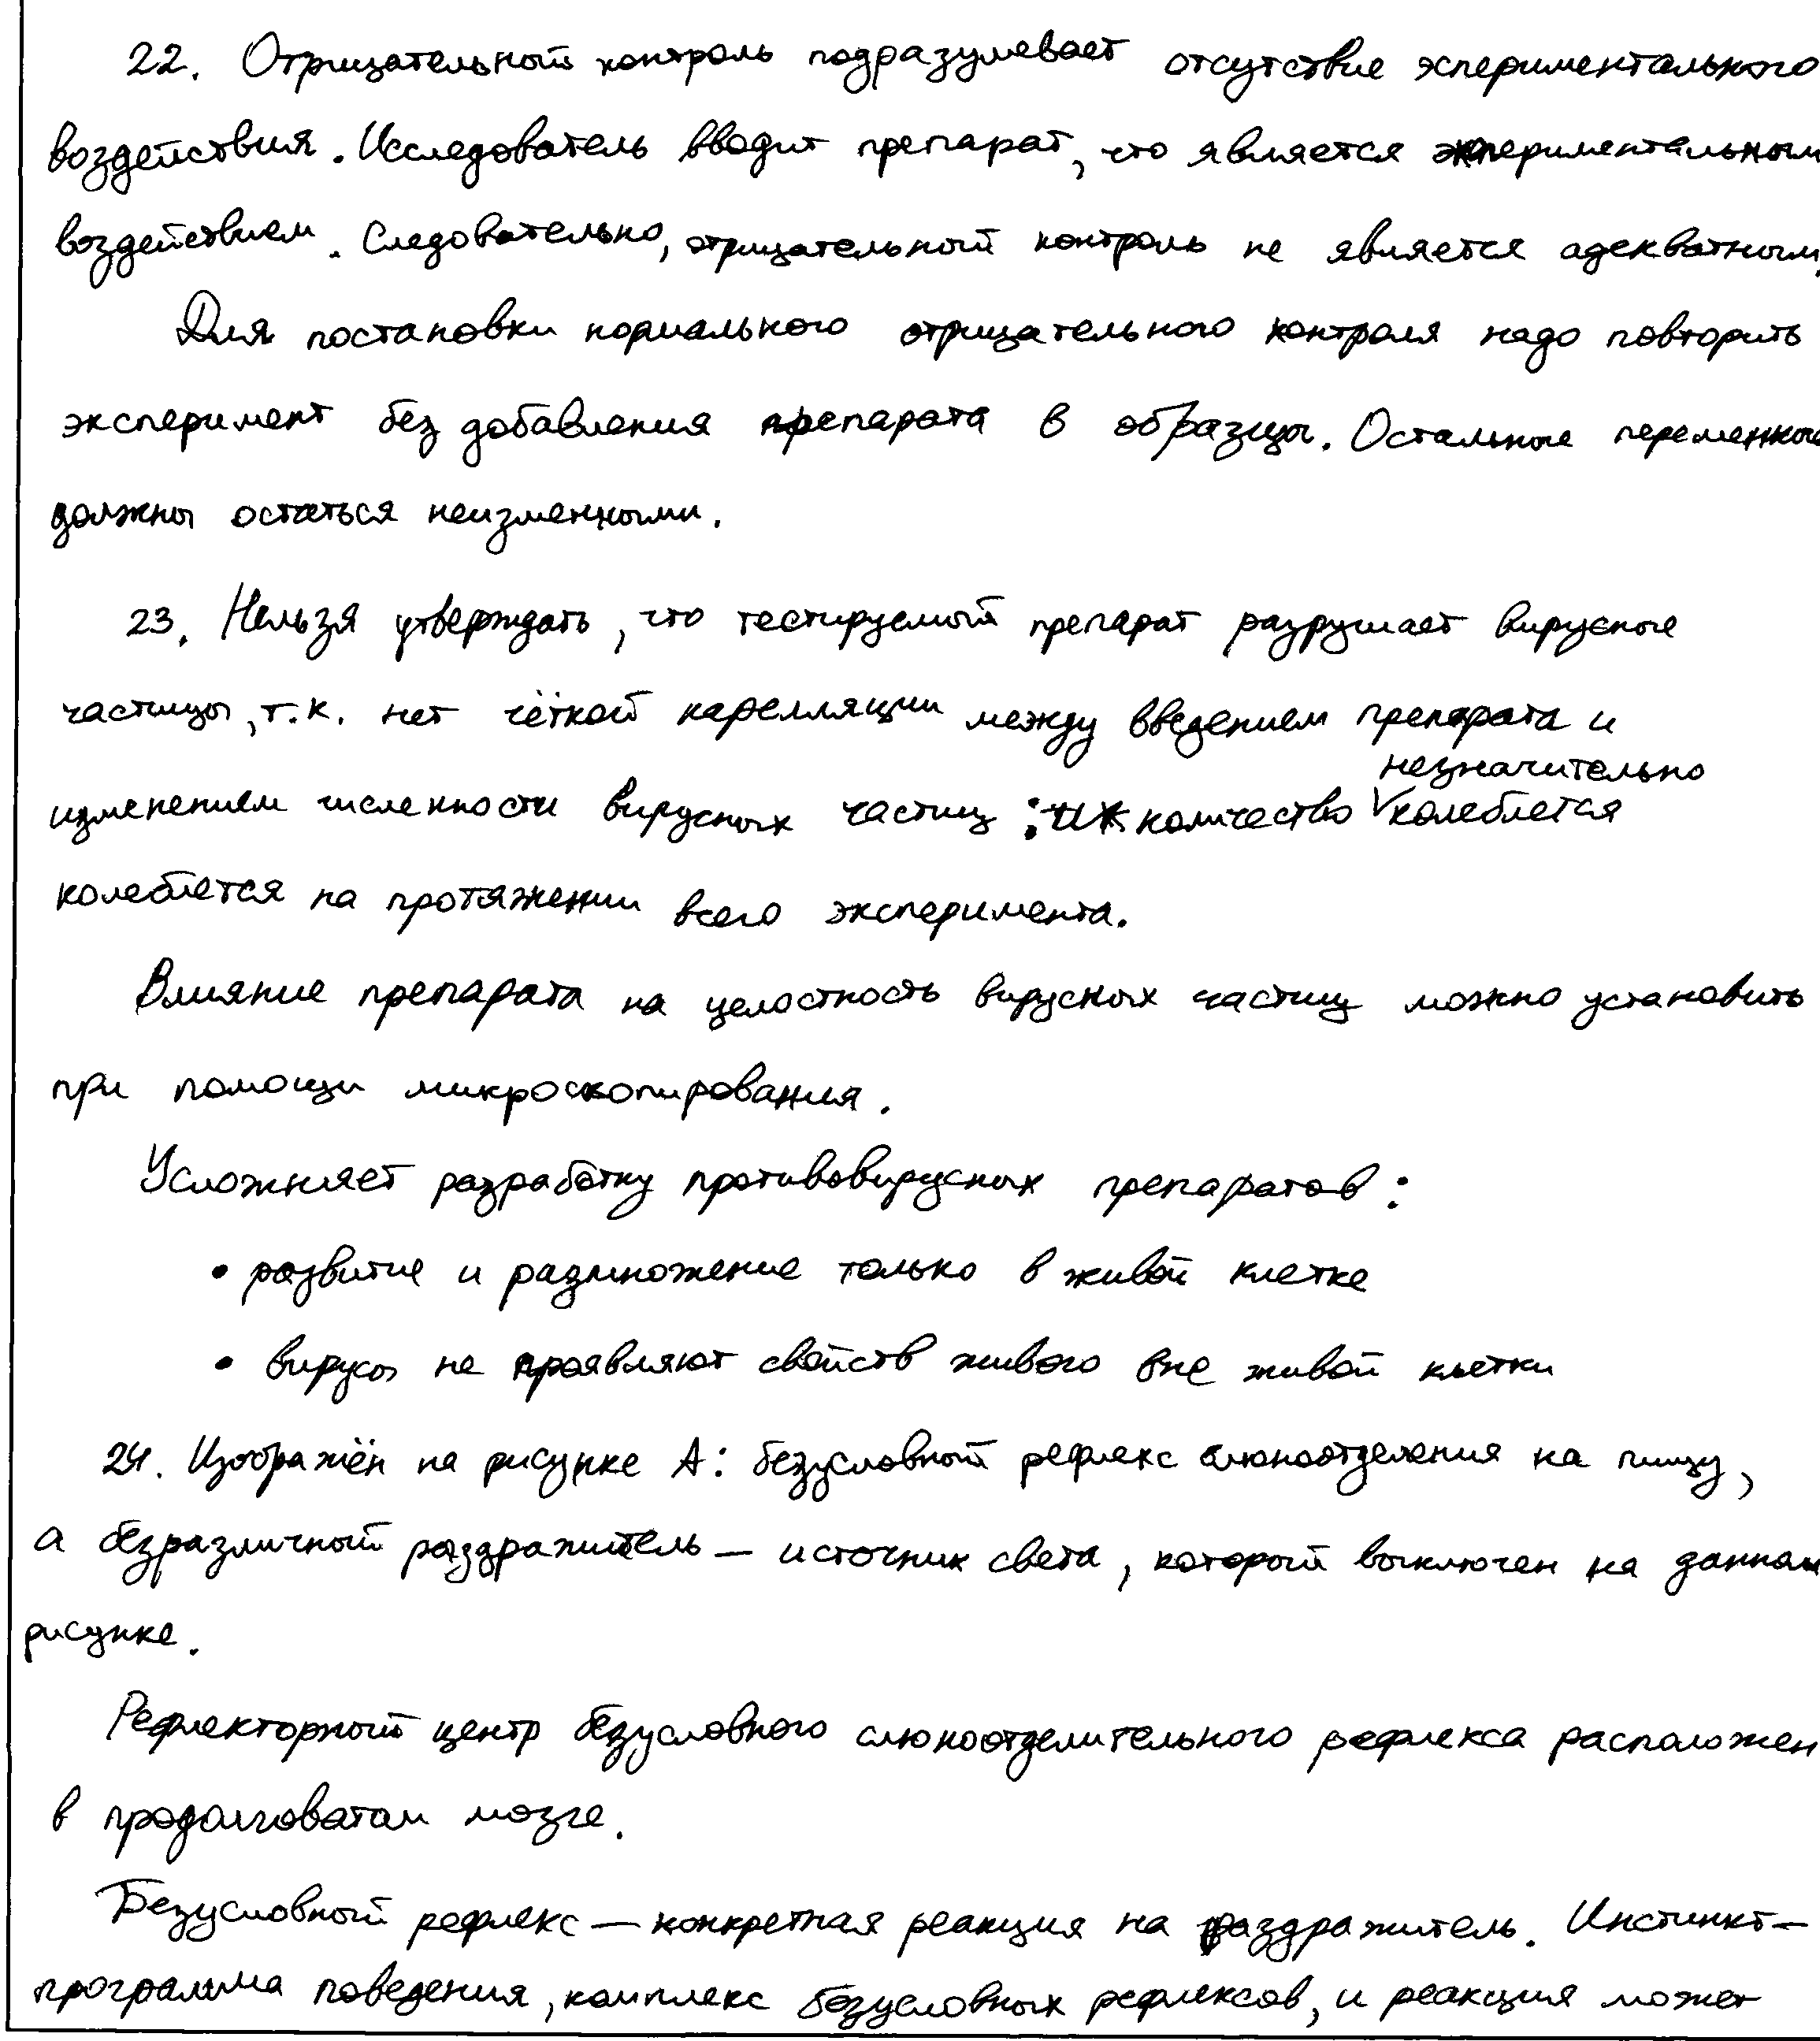 22. Отрицательный контроль подразумевает отсутствие эспериментального
воздействия. Исследователь вводит препарат, что является экпериментальным
воздействием. Следовательно, отрицательный контроль не является адекватным.
Для постановки нормального отрицательного контроля надо повторить
эксперимент без добавления препарата в образцы. Остальные переменные
должны остаться неизменными.
23. Нельзя утверждать, что тестируемый препарат разрушает вирусные
частицы, т.к. нет чёткой карелляции между введением препарата и
незначительно
изменением численности вирусных частиц: их количество колеблется
колеблется на протяжении всего эксперимента.
Влияние препарата на целостность вирусных частиц можно установить
при помощи микроскопирования.
Усложняет разработку противовирусных препаратов:
• развитие и размножение только в живой клетке
• вирусы не проявляют свойств живого вне живой клетки
24. Изображён на рисунке А: безусловный рефлекс слюноотделения на пищу,
а безразличный раздражитель — источник света, который выключен на данном
рисунке.
Рефлекторный центр безусловного слюноотделительного рефлекса расположен
в продолговатом мозге.
Безусловный рефлекс — конкретная реакция на раздражитель. Инстинкт —
программа поведения, комплекс безусловных рефлексов, и реакция может